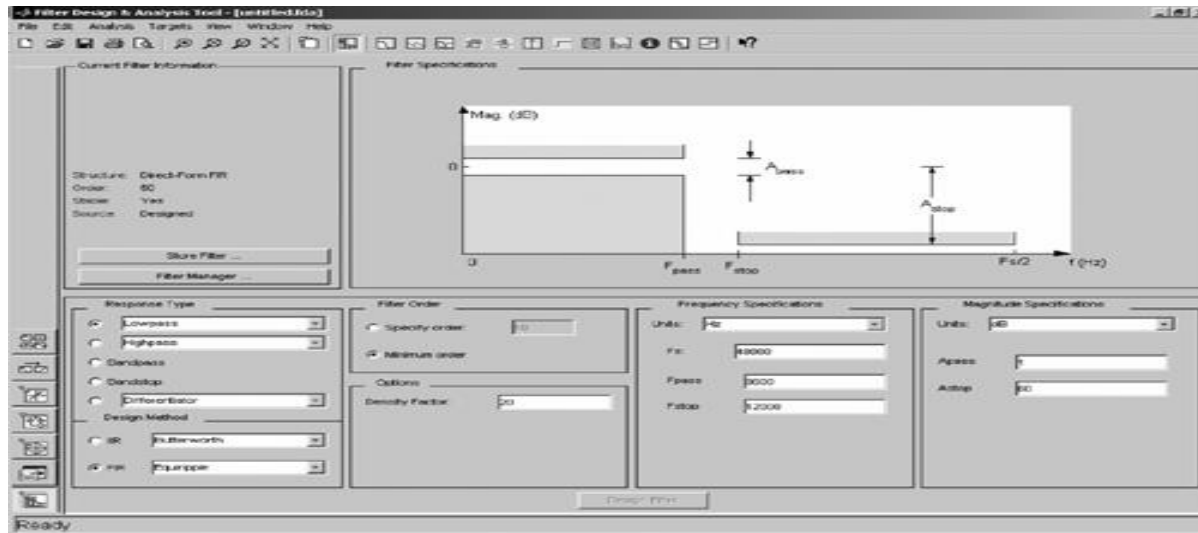 Filter Design & Analysis Tool - [untitled.fda]
File Edit Analysis Targets View Window Help
Current Filter Information
Structure: Direct-Form FIR
Order: 60
Stable: Yes
Source: Designed
Store Filter ...
Filter Manager ...
Filter Specifications
Mag. (dB)
0
Apass
Astop
0
Fpass
Fstop
Fs/2
f (Hz)
Response Type
Lowpass
Highpass
Bandpass
Bandstop
Differentiator
Design Method
IIR
Butterworth
FIR
Equiripple
Filter Order
Specify order:
10
Minimum order
Options
Density Factor:
20
Frequency Specifications
Units: Hz
Fs: 48000
Fpass
Fstop 12000
Magnitude Specifications
Units: dB
Apass 1
Astop 60
Design Filter
Ready